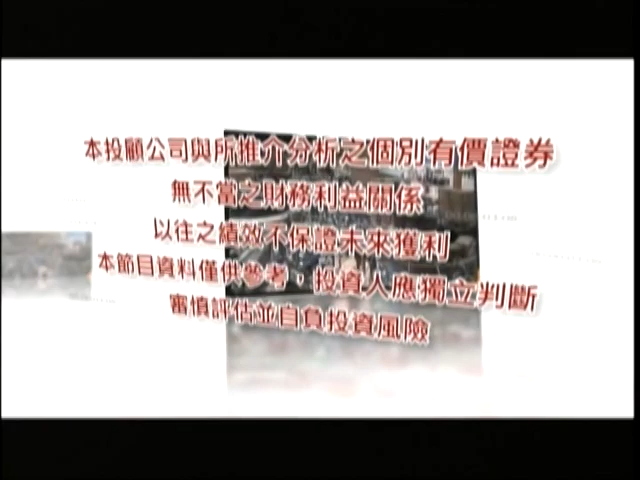 本投顧公司與所推介分析之個別有價證券
無不當之財務利益關係
以往之績效不保證未來獲利
本節目資料僅供參考，投資人應獨立判斷
審慎評估並自負投資風險